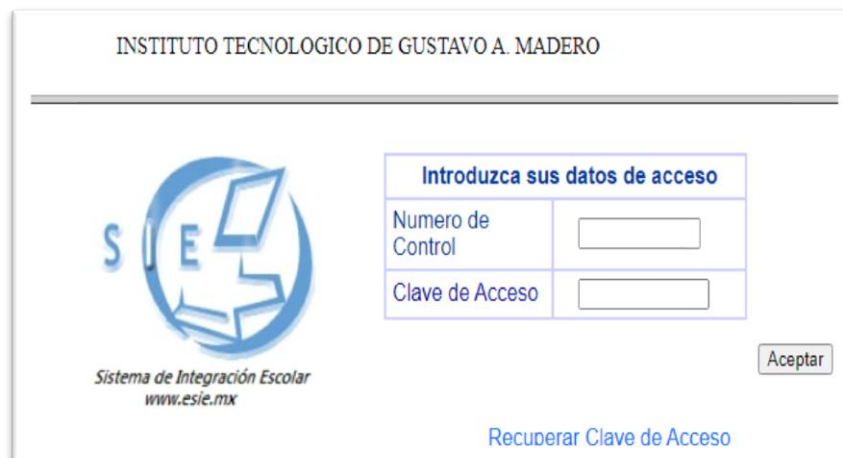 INSTITUTO TECNOLOGICO DE GUSTAVO A. MADERO
SIE
Sistema de Integración Escolar
www.esie.mx
Introduzca sus datos de acceso
Numero de
Control
Clave de Acceso
Aceptar
Recuperar Clave de Acceso